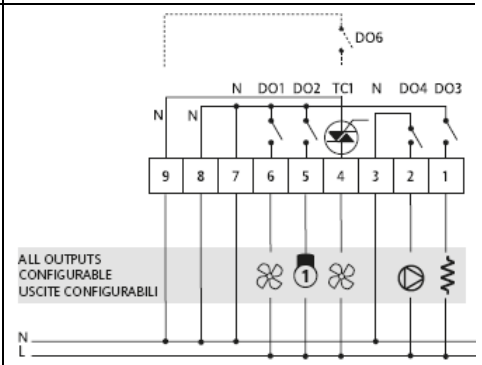 DO6
N DO1 DO2 TC1 N DO4 DO3
N N
9 8 7 6 5 4 3 2 1
ALL OUTPUTS
CONFIGURABLE
USCITE CONFIGURABILI
1
N
L